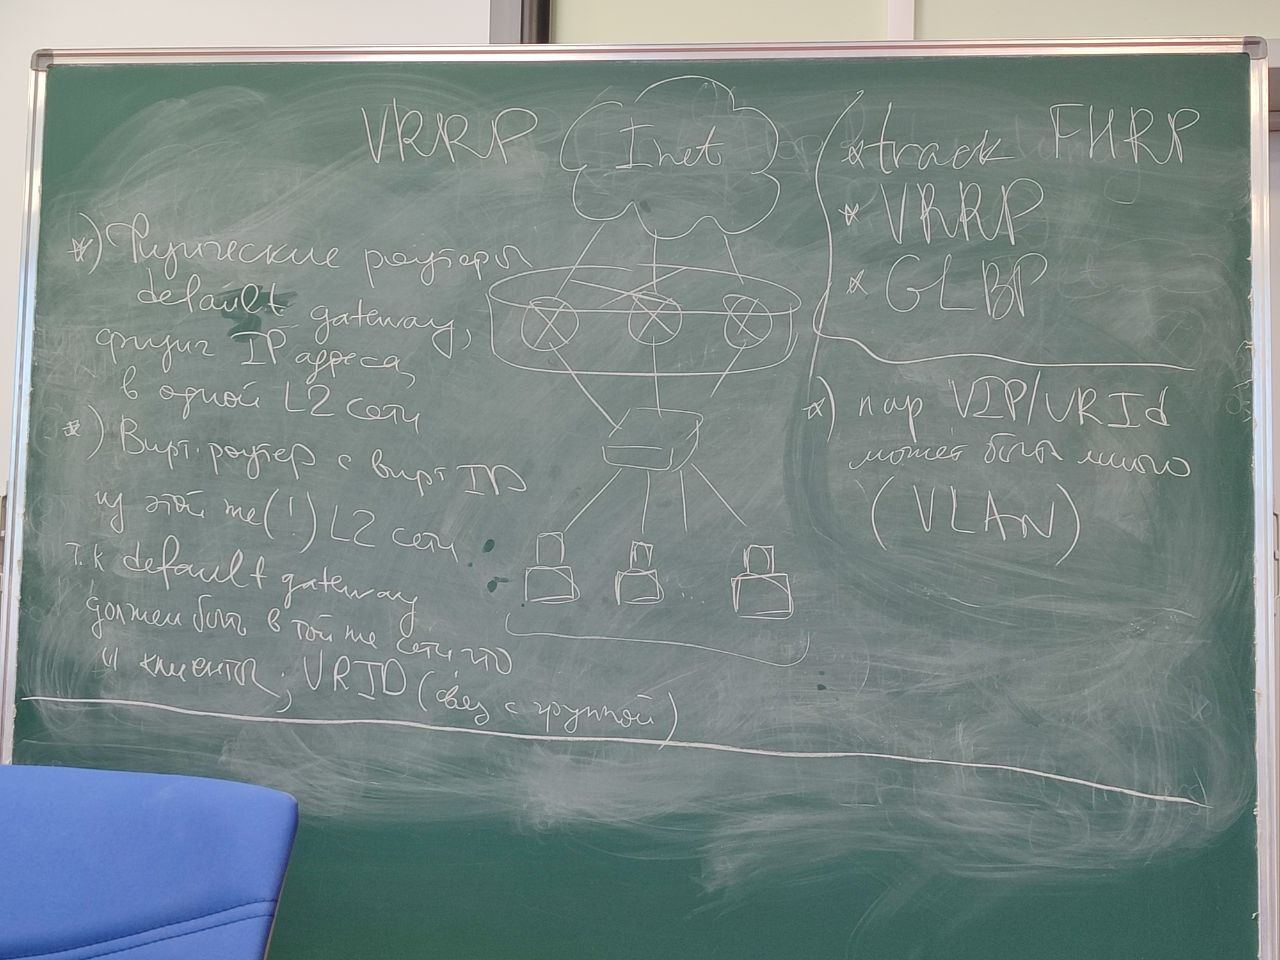 VRRP
Inet
*) Физические роутеры
default gateway,
физич IP адреса,
в одной L2 сети
*) Вирт. роутер с вирт IP
из этой же(!) L2 сети
т.к default gateway
должен быть в той же сети что
и клиенты; VRID (связ с группой)
FHRP
* track
* VRRP
* GLBP
*) пар VIP/VRId
может быть много
(VLAN)